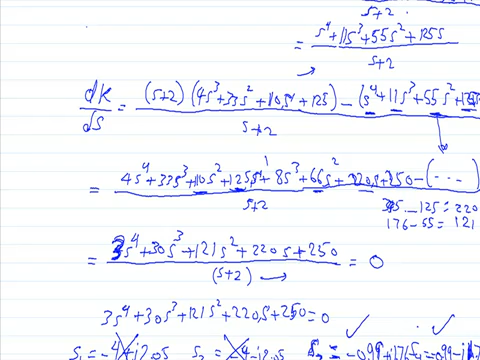 s+2
= s⁴+11s³+55s²+125s / s+2
dK/ds = (s+2) (4s³+33s²+110s+125) − (s⁴+11s³+55s²+125s / s+2
= 4s⁴+33s³+110s²+125s+8s³+66s²+220s+250 − (...) / s+2
345 − 125 = 220
176 − 55 = 121
= 3s⁴+30s³+121s²+220s+250 / (s+2) = 0
3s⁴+30s³+121s²+220s+250=0